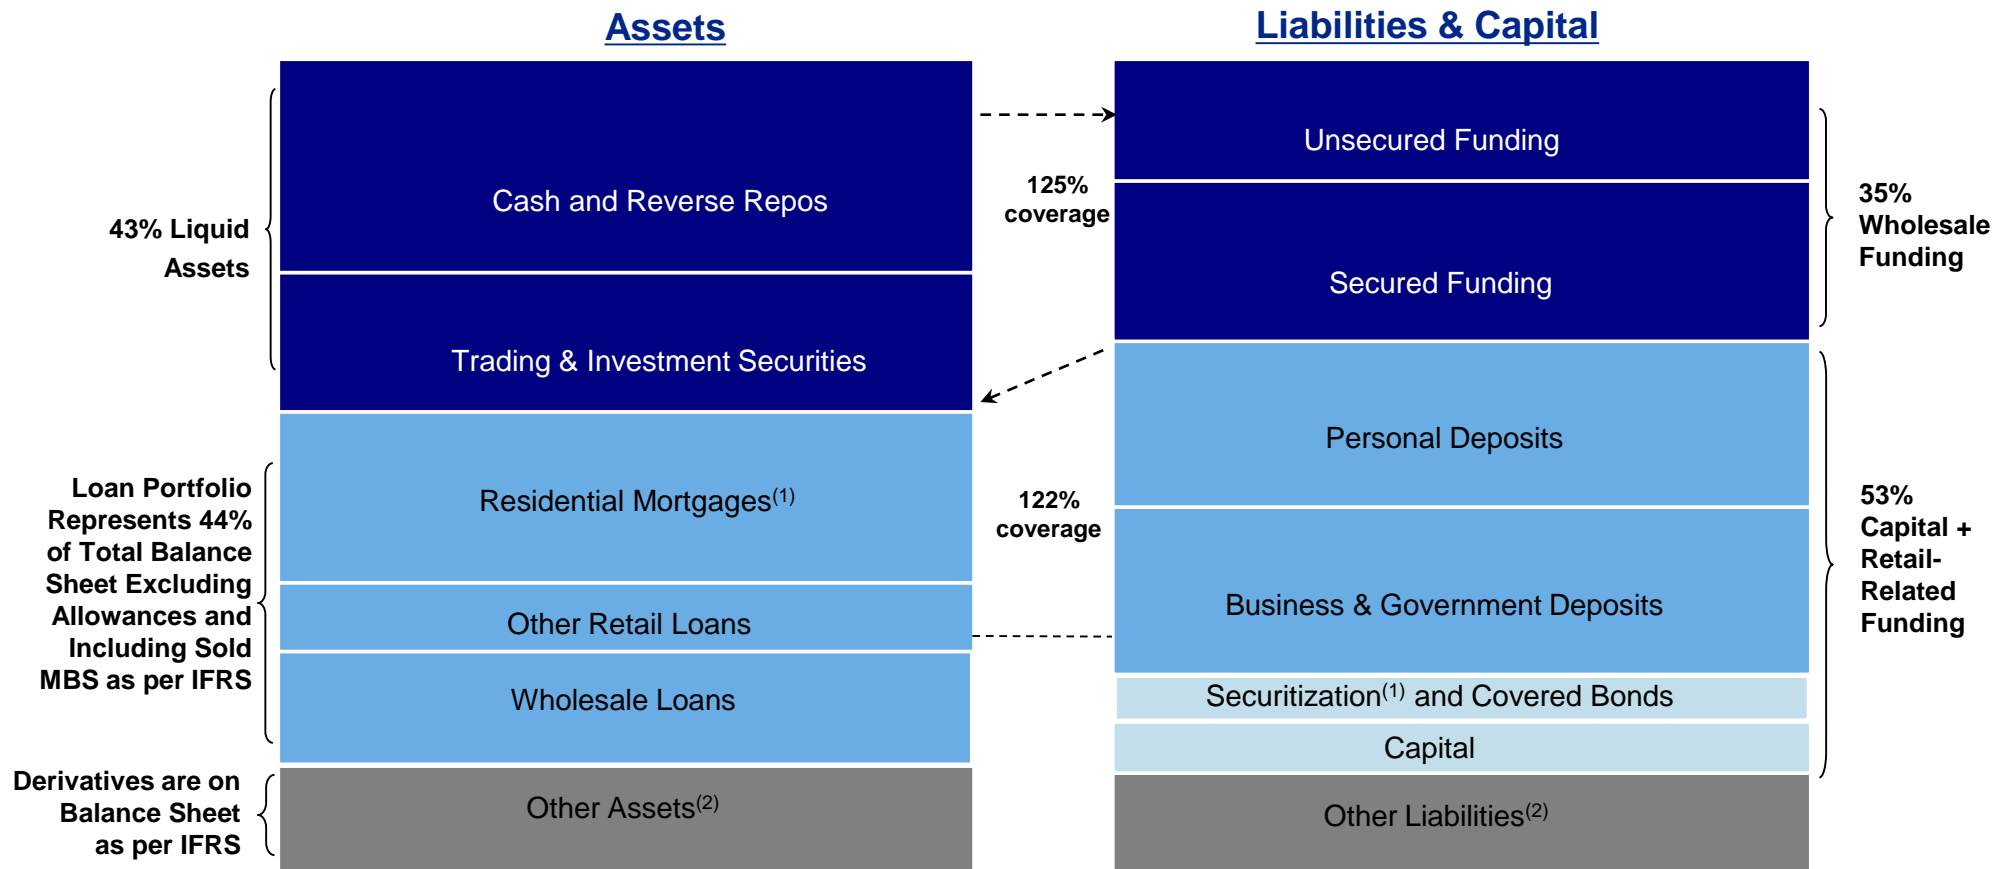 Assets
Liabilities & Capital
43% Liquid
Assets
Loan Portfolio
Represents 44%
of Total Balance
Sheet Excluding
Allowances and
Including Sold
MBS as per IFRS
Derivatives are on
Balance Sheet
as per IFRS
Cash and Reverse Repos
Trading & Investment Securities
Residential Mortgages(1)
Other Retail Loans
Wholesale Loans
Other Assets(2)
125%
coverage
122%
coverage
Unsecured Funding
Secured Funding
Personal Deposits
Business & Government Deposits
Securitization(1) and Covered Bonds
Capital
Other Liabilities(2)
35%
Wholesale
Funding
53%
Capital +
Retail-
Related
Funding